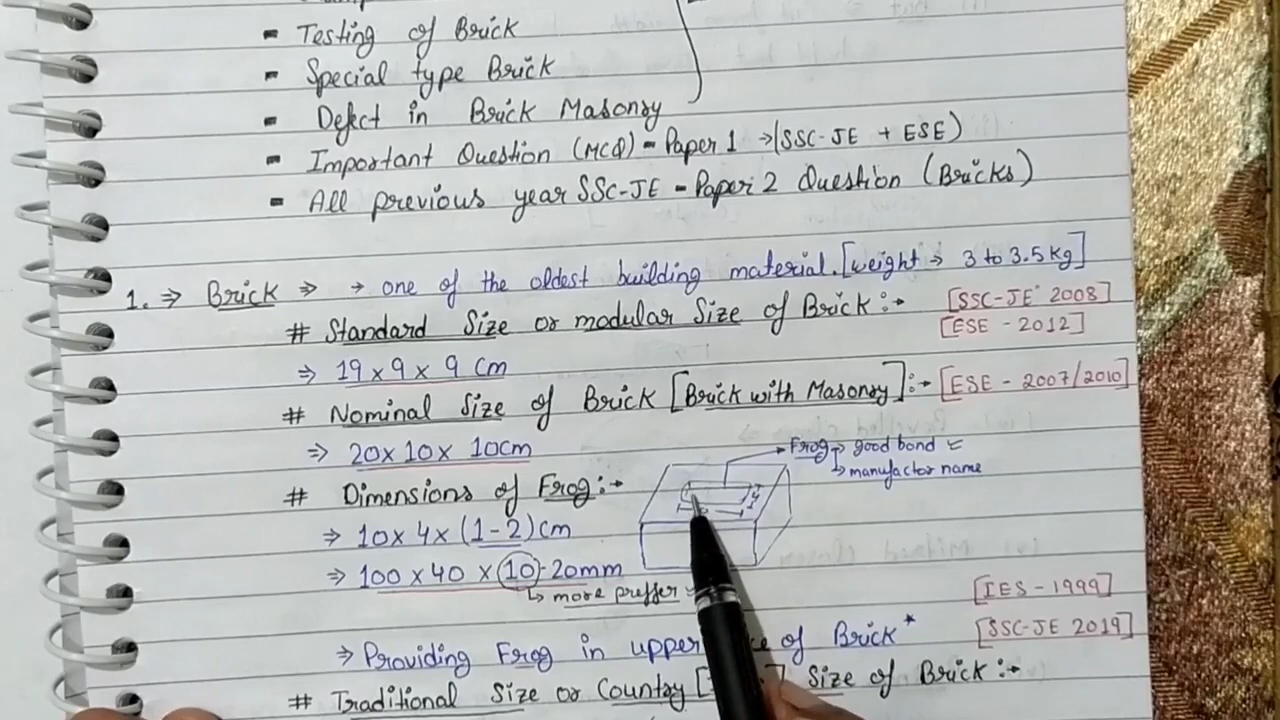 - Testing of Brick
- Special type Brick
- Defect in Brick Masonry
- Important Question (MCQ) - Paper 1 → (SSC-JE + ESE)
- All previous year SSC-JE - Paper 2 Question (Bricks)
1. ⇒ Brick ⇒ → one of the oldest building material. [weight → 3 to 3.5 kg]
# Standard Size or modular Size of Brick :- [SSC-JE 2008]
[ESE - 2012]
⇒ 19 x 9 x 9 cm
# Nominal Size of Brick [Brick with Masonry] :- [ESE - 2007/2010]
⇒ 20 x 10 x 10cm
Frog → good bond
↳ manufactor name
# Dimensions of Frog :-
⇒ 10 x 4 x (1-2) cm
⇒ 100 x 40 x 10-20mm
↳ more preffer
[IES - 1999]
⇒ Providing Frog in upper of Brick* [SSC-JE 2019]
# Traditional Size or Country Size of Brick :-